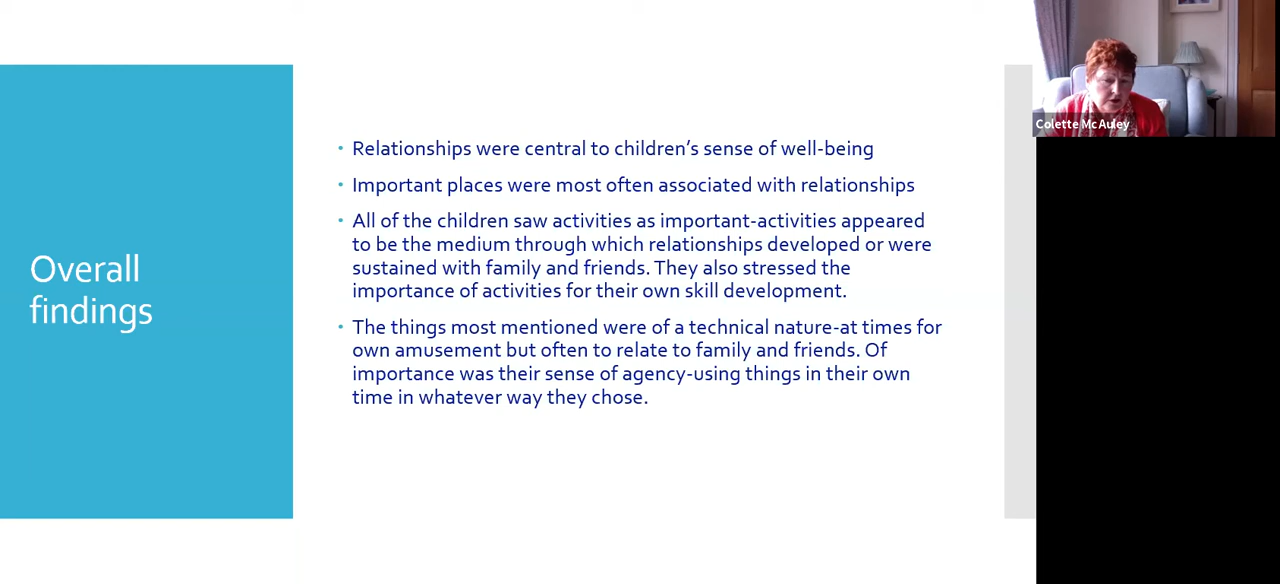 Overall
findings
• Relationships were central to children's sense of well-being
• Important places were most often associated with relationships
• All of the children saw activities as important-activities appeared
to be the medium through which relationships developed or were
sustained with family and friends. They also stressed the
importance of activities for their own skill development.
• The things most mentioned were of a technical nature-at times for
own amusement but often to relate to family and friends. Of
importance was their sense of agency-using things in their own
time in whatever way they chose.
Colette McAuley